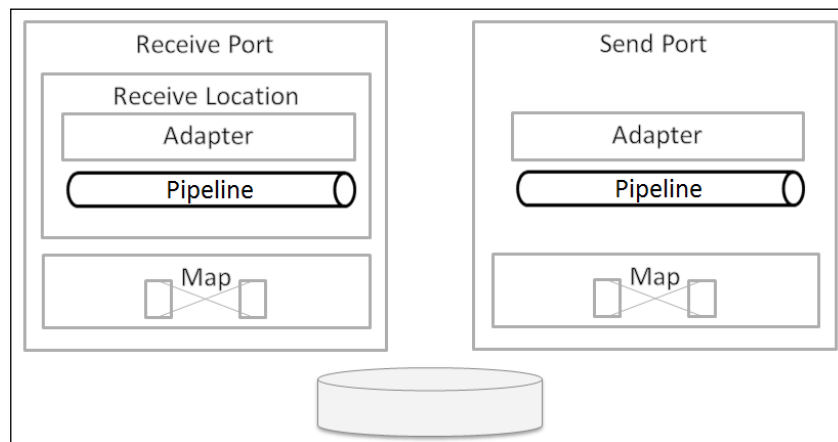 Receive Port
Receive Location
Adapter
Pipeline
Map
Send Port
Adapter
Pipeline
Map